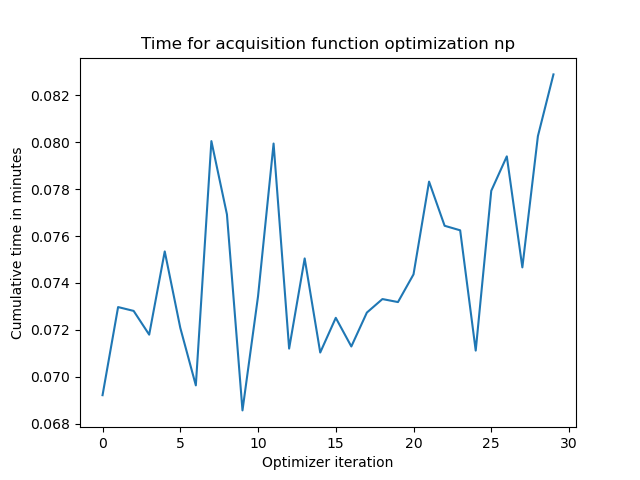 Time for acquisition function optimization np
Cumulative time in minutes
0.082
0.080
0.078
0.076
0.074
0.072
0.070
0.068
0 5 10 15 20 25 30
Optimizer iteration